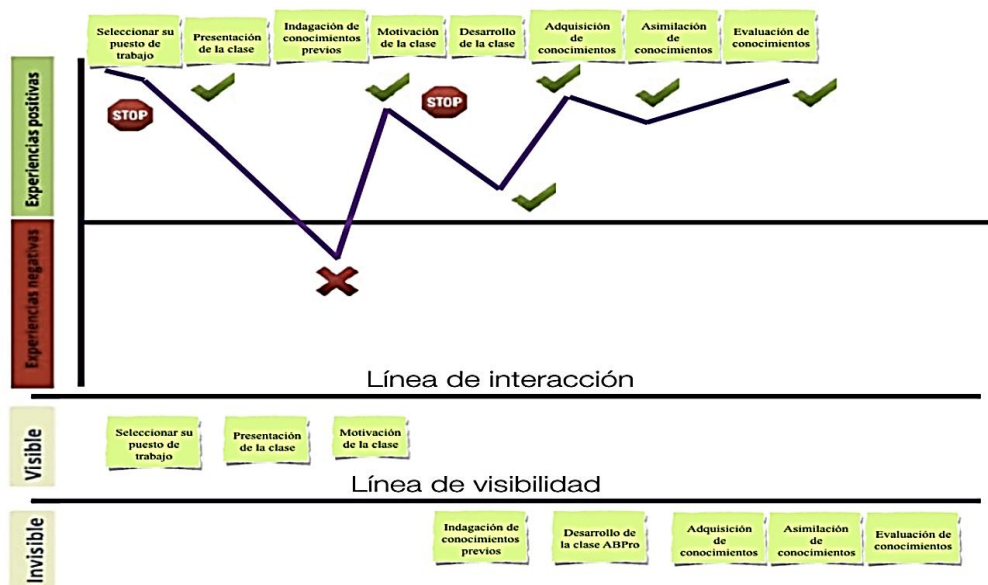 Seleccionar su
puesto de
trabajo
Presentación
de la clase
Indagación de
conocimientos
previos
Motivación
de la clase
Desarrollo
de la clase
Adquisición
de
conocimientos
Asimilación
de
conocimientos
Evaluación
de conocimientos
Experiencias positivas
STOP
STOP
Experiencias negativas
Línea de interacción
Visible
Seleccionar su
puesto de
trabajo
Presentación
de la clase
Motivación
de la clase
Línea de visibilidad
Invisible
Indagación de
conocimientos
previos
Desarrollo de
la clase ABPro
Adquisición
de
conocimientos
Asimilación
de
conocimientos
Evaluación de
conocimientos